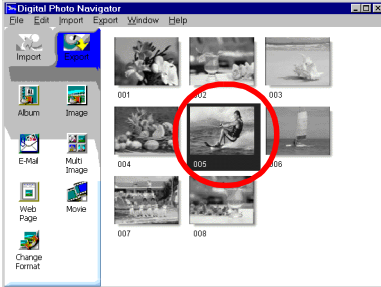 Digital Photo Navigator
File Edit Import Export Window Help
Import
001 002 003
Album Image
004 005 006
E-Mail Multi Image
Web Page Movie
007 008
Change Format